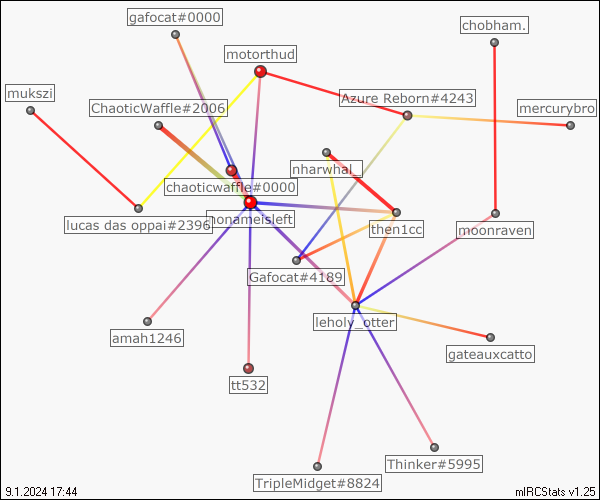 gafocat#0000
chobham.
motorthud
mukszi
Azure Reborn#4243
ChaoticWaffle#2006
mercurybro
nharwhal_
chaoticwaffle#0000
lucas das oppai#2396
nonameisleft
then1cc
moonraven
Gafocat#4189
leholy_otter
amah1246
gateauxcatto
tt532
Thinker#5995
TripleMidget#8824
9.1.2024 17:44
mIRCStats v1.25